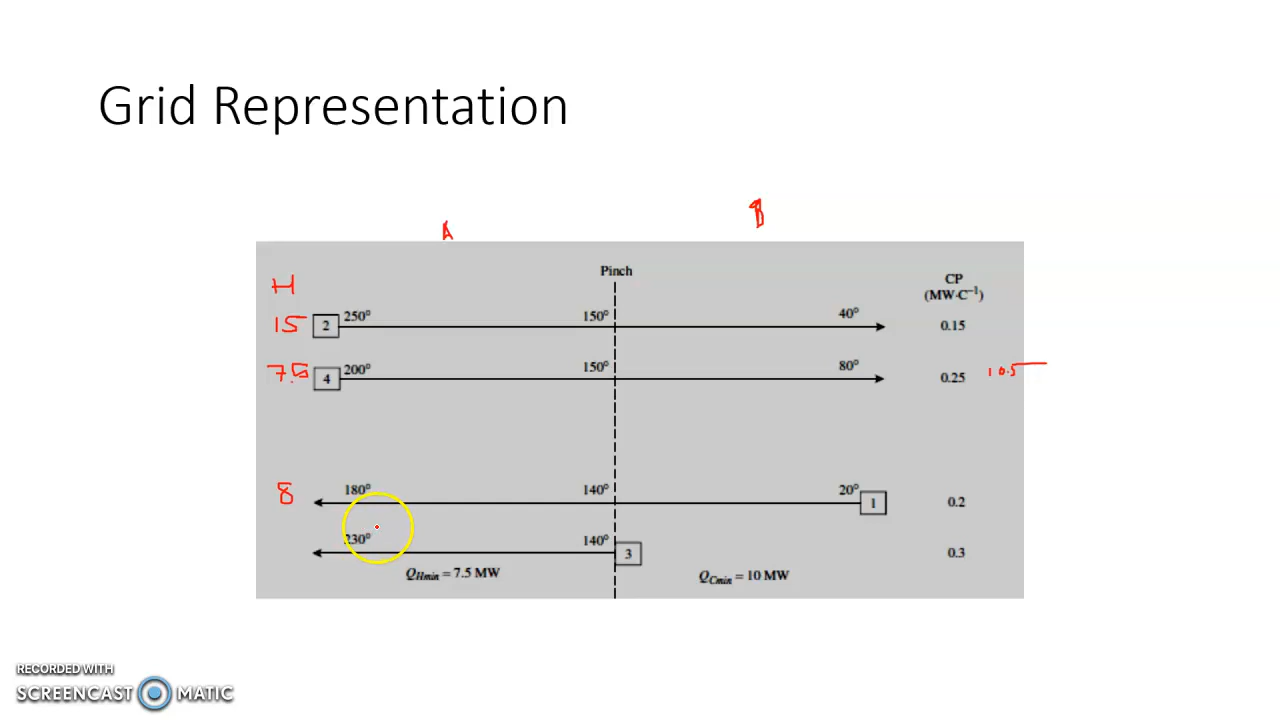 Grid Representation
A
B
Pinch
CP
(MW·C⁻¹)
H
15 2 250° 150° 40° 0.15
7.5 4 200° 150° 80° 0.25 10.5
8 180° 140° 20° 1 0.2
230° 140° 3 0.3
Q_Hmin = 7.5 MW Q_Cmin = 10 MW
RECORDED WITH
SCREENCAST MATIC